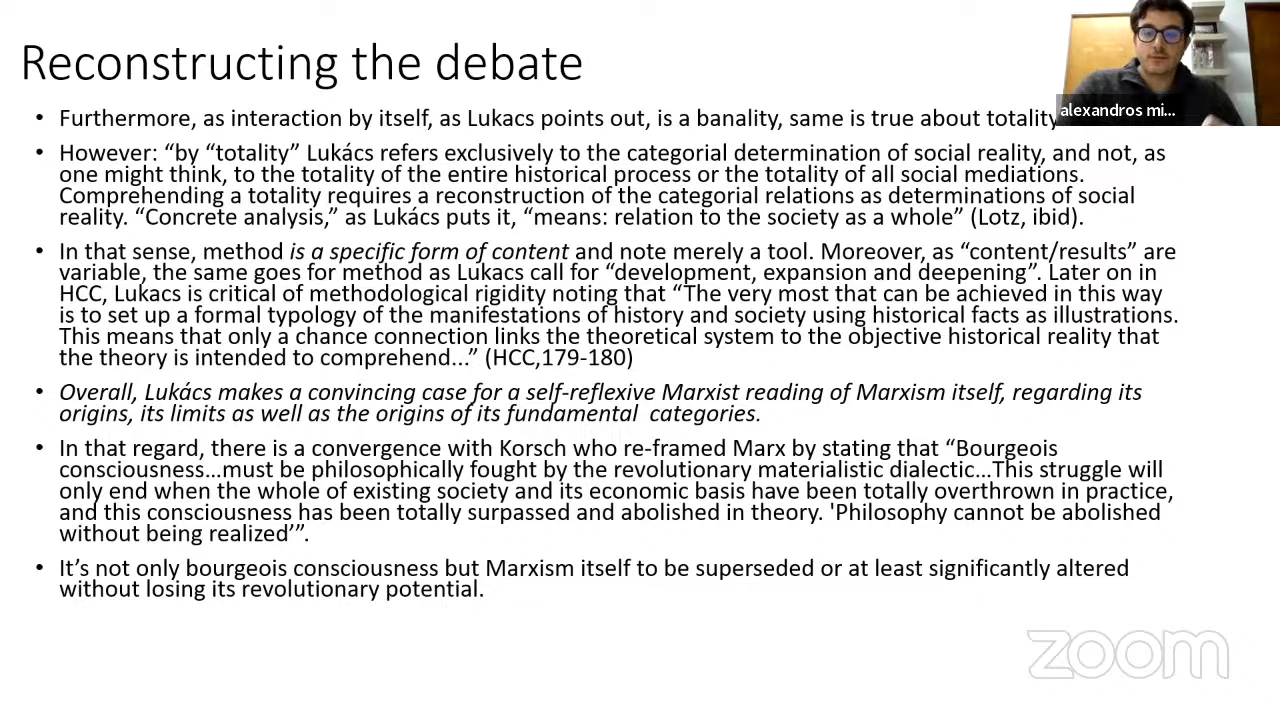 Reconstructing the debate
alexandros mi...
• Furthermore, as interaction by itself, as Lukacs points out, is a banality, same is true about totality
• However: “by “totality” Lukács refers exclusively to the categorial determination of social reality, and not, as
one might think, to the totality of the entire historical process or the totality of all social mediations.
Comprehending a totality requires a reconstruction of the categorial relations as determinations of social
reality. “Concrete analysis,” as Lukács puts it, “means: relation to the society as a whole” (Lotz, ibid).
• In that sense, method is a specific form of content and note merely a tool. Moreover, as “content/results” are
variable, the same goes for method as Lukacs call for “development, expansion and deepening”. Later on in
HCC, Lukacs is critical of methodological rigidity noting that “The very most that can be achieved in this way
is to set up a formal typology of the manifestations of history and society using historical facts as illustrations.
This means that only a chance connection links the theoretical system to the objective historical reality that
the theory is intended to comprehend...” (HCC,179-180)
• Overall, Lukács makes a convincing case for a self-reflexive Marxist reading of Marxism itself, regarding its
origins, its limits as well as the origins of its fundamental  categories.
• In that regard, there is a convergence with Korsch who re-framed Marx by stating that “Bourgeois
consciousness…must be philosophically fought by the revolutionary materialistic dialectic…This struggle will
only end when the whole of existing society and its economic basis have been totally overthrown in practice,
and this consciousness has been totally surpassed and abolished in theory. 'Philosophy cannot be abolished
without being realized’”.
• It’s not only bourgeois consciousness but Marxism itself to be superseded or at least significantly altered
without losing its revolutionary potential.
zoom